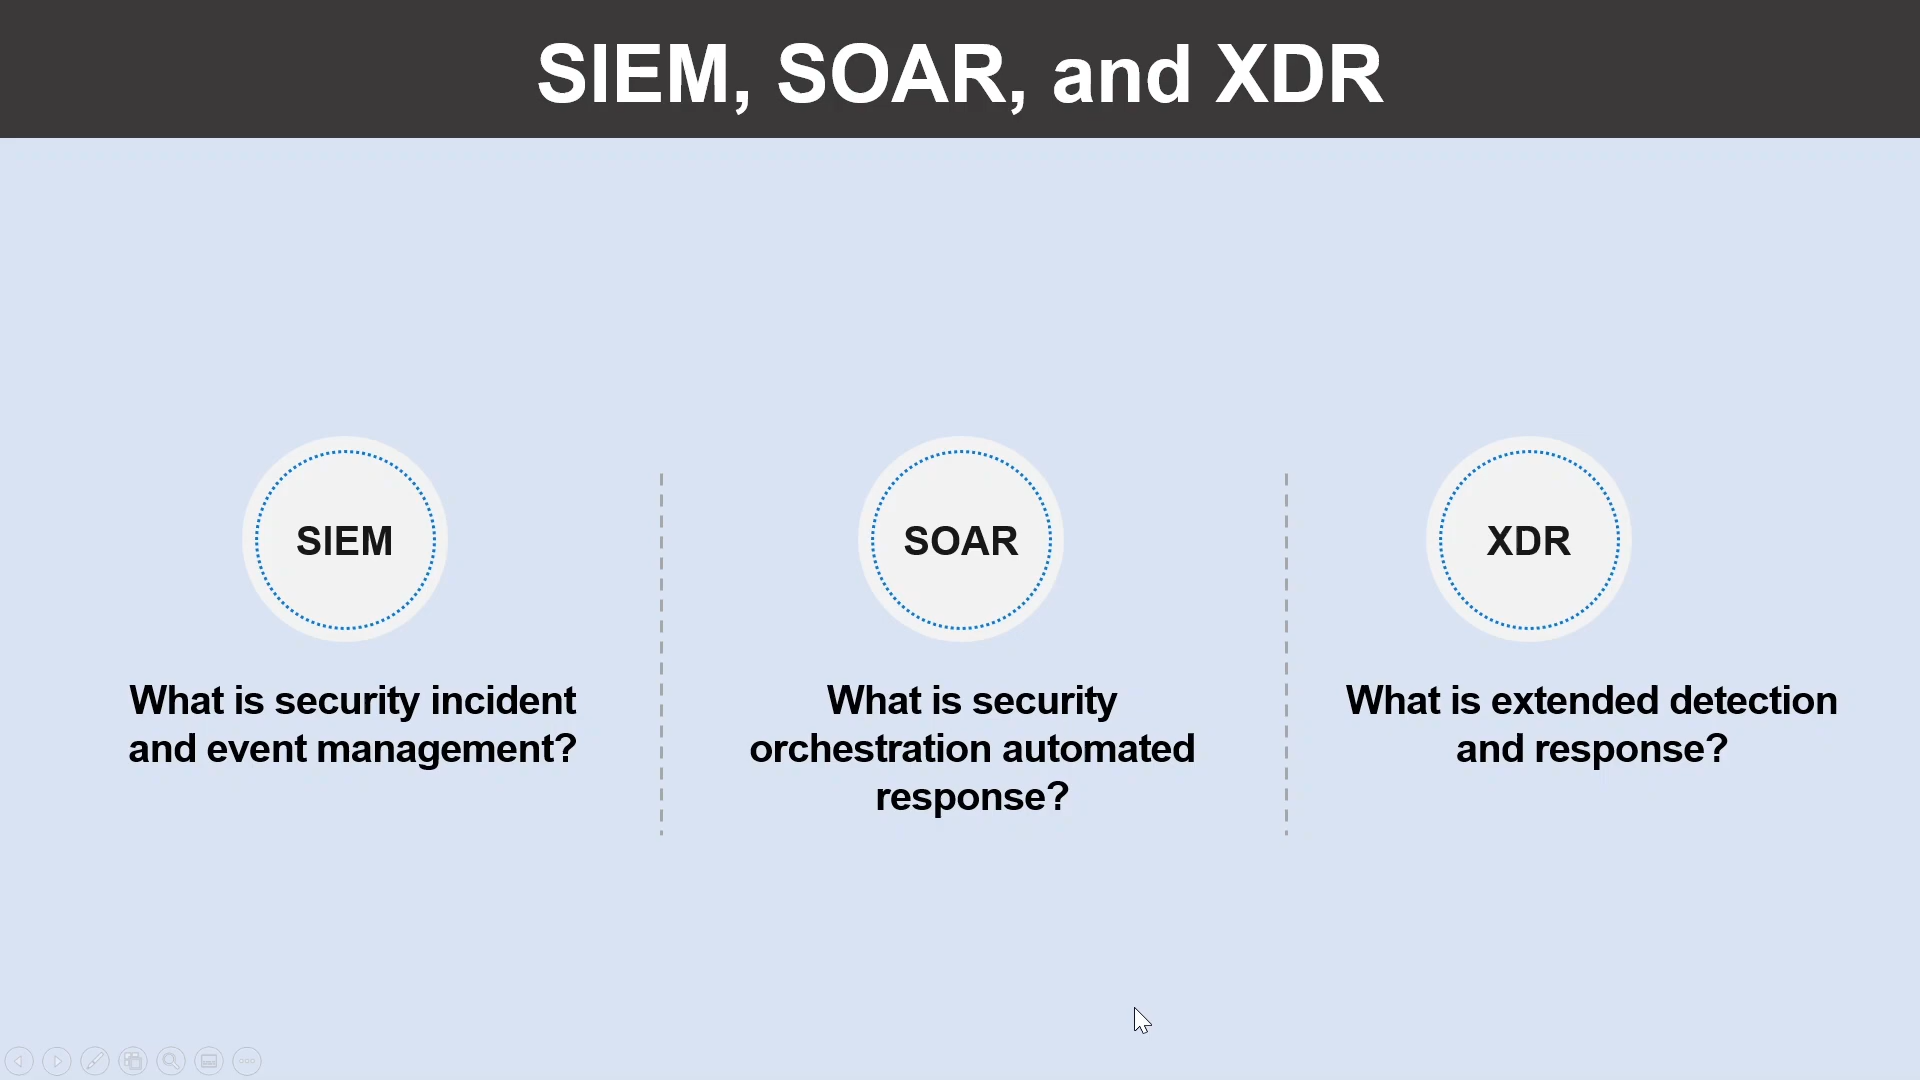 SIEM, SOAR, and XDR
SIEM
What is security incident
and event management?
SOAR
What is security
orchestration automated
response?
XDR
What is extended detection
and response?